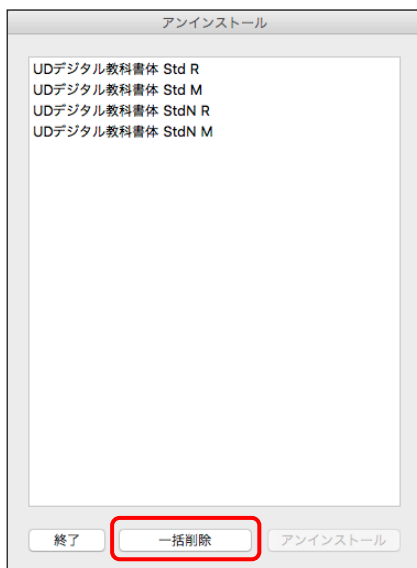 アンインストール
UDデジタル教科書体 Std R
UDデジタル教科書体 Std M
UDデジタル教科書体 StdN R
UDデジタル教科書体 StdN M
終了 一括削除 アンインストール